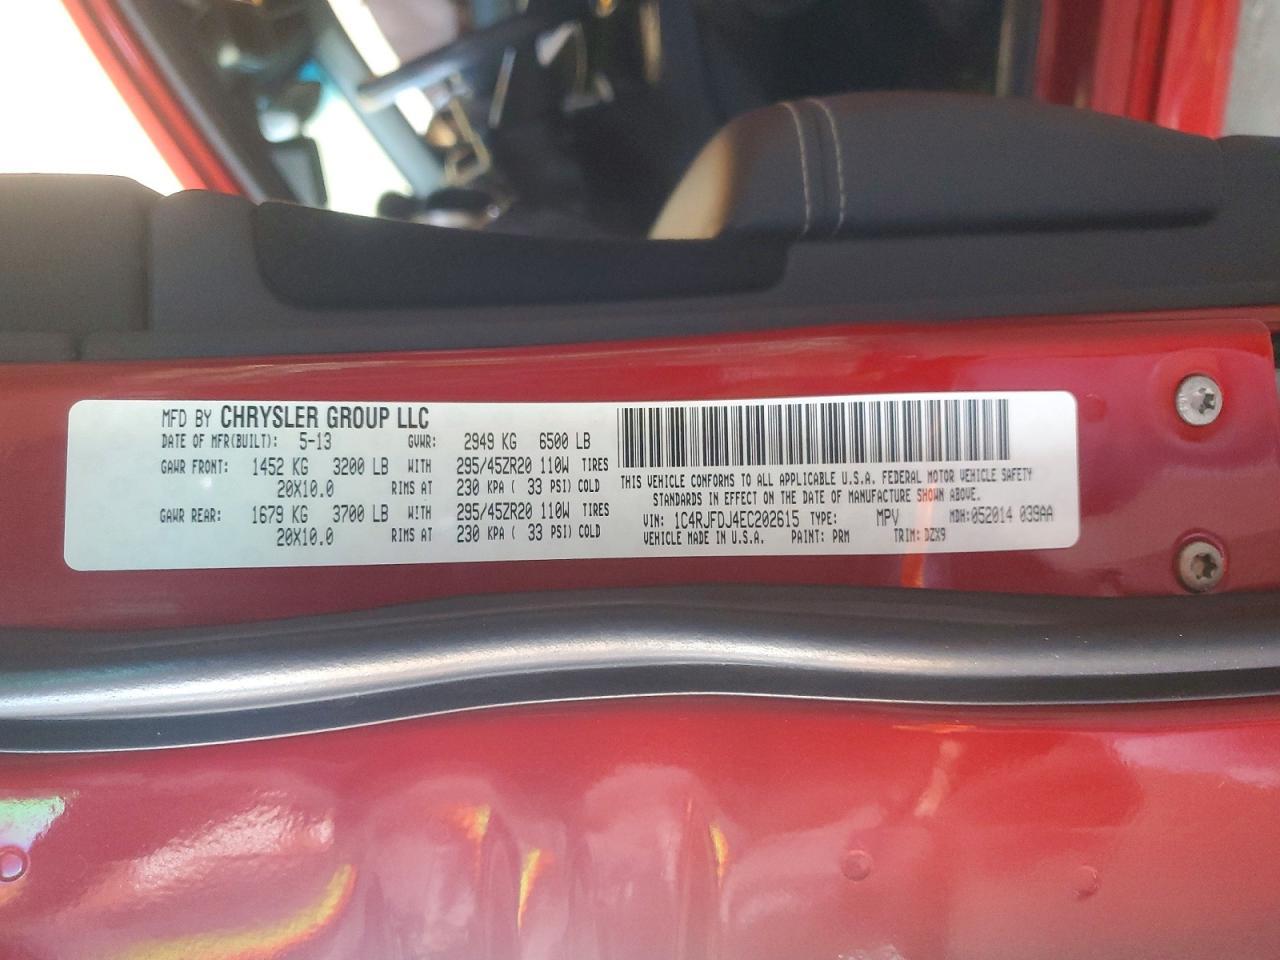 MFD BY CHRYSLER GROUP LLC
DATE OF MFR(BUILT): 5-13 GVWR: 2949 KG 6500 LB
GAWR FRONT: 1452 KG 3200 LB WITH 295/45ZR20 110W TIRES
20X10.0 RIMS AT 230 KPA ( 33 PSI) COLD
GAWR REAR: 1679 KG 3700 LB WITH 295/45ZR20 110W TIRES
20X10.0 RIMS AT 230 KPA ( 33 PSI) COLD
THIS VEHICLE CONFORMS TO ALL APPLICABLE U.S.A. FEDERAL MOTOR VEHICLE SAFETY
STANDARDS IN EFFECT ON THE DATE OF MANUFACTURE SHOWN ABOVE.
VIN: 1C4RJFDJ4EC202615 TYPE: MPV MDH:052014 039AA
VEHICLE MADE IN U.S.A. PAINT: PRM TRIM: DZX9